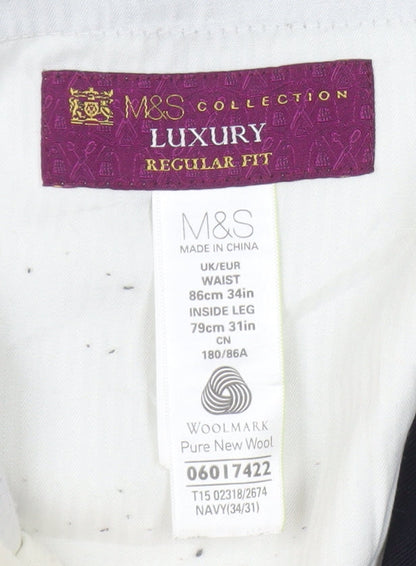 M&S COLLECTION
LUXURY
REGULAR FIT
M&S
MADE IN CHINA
UK/EUR
WAIST
86cm 34in
INSIDE LEG
79cm 31in
CN
180/86A
WOOLMARK
Pure New Wool
06017422
T15 02318/2674
NAVY(34/31)